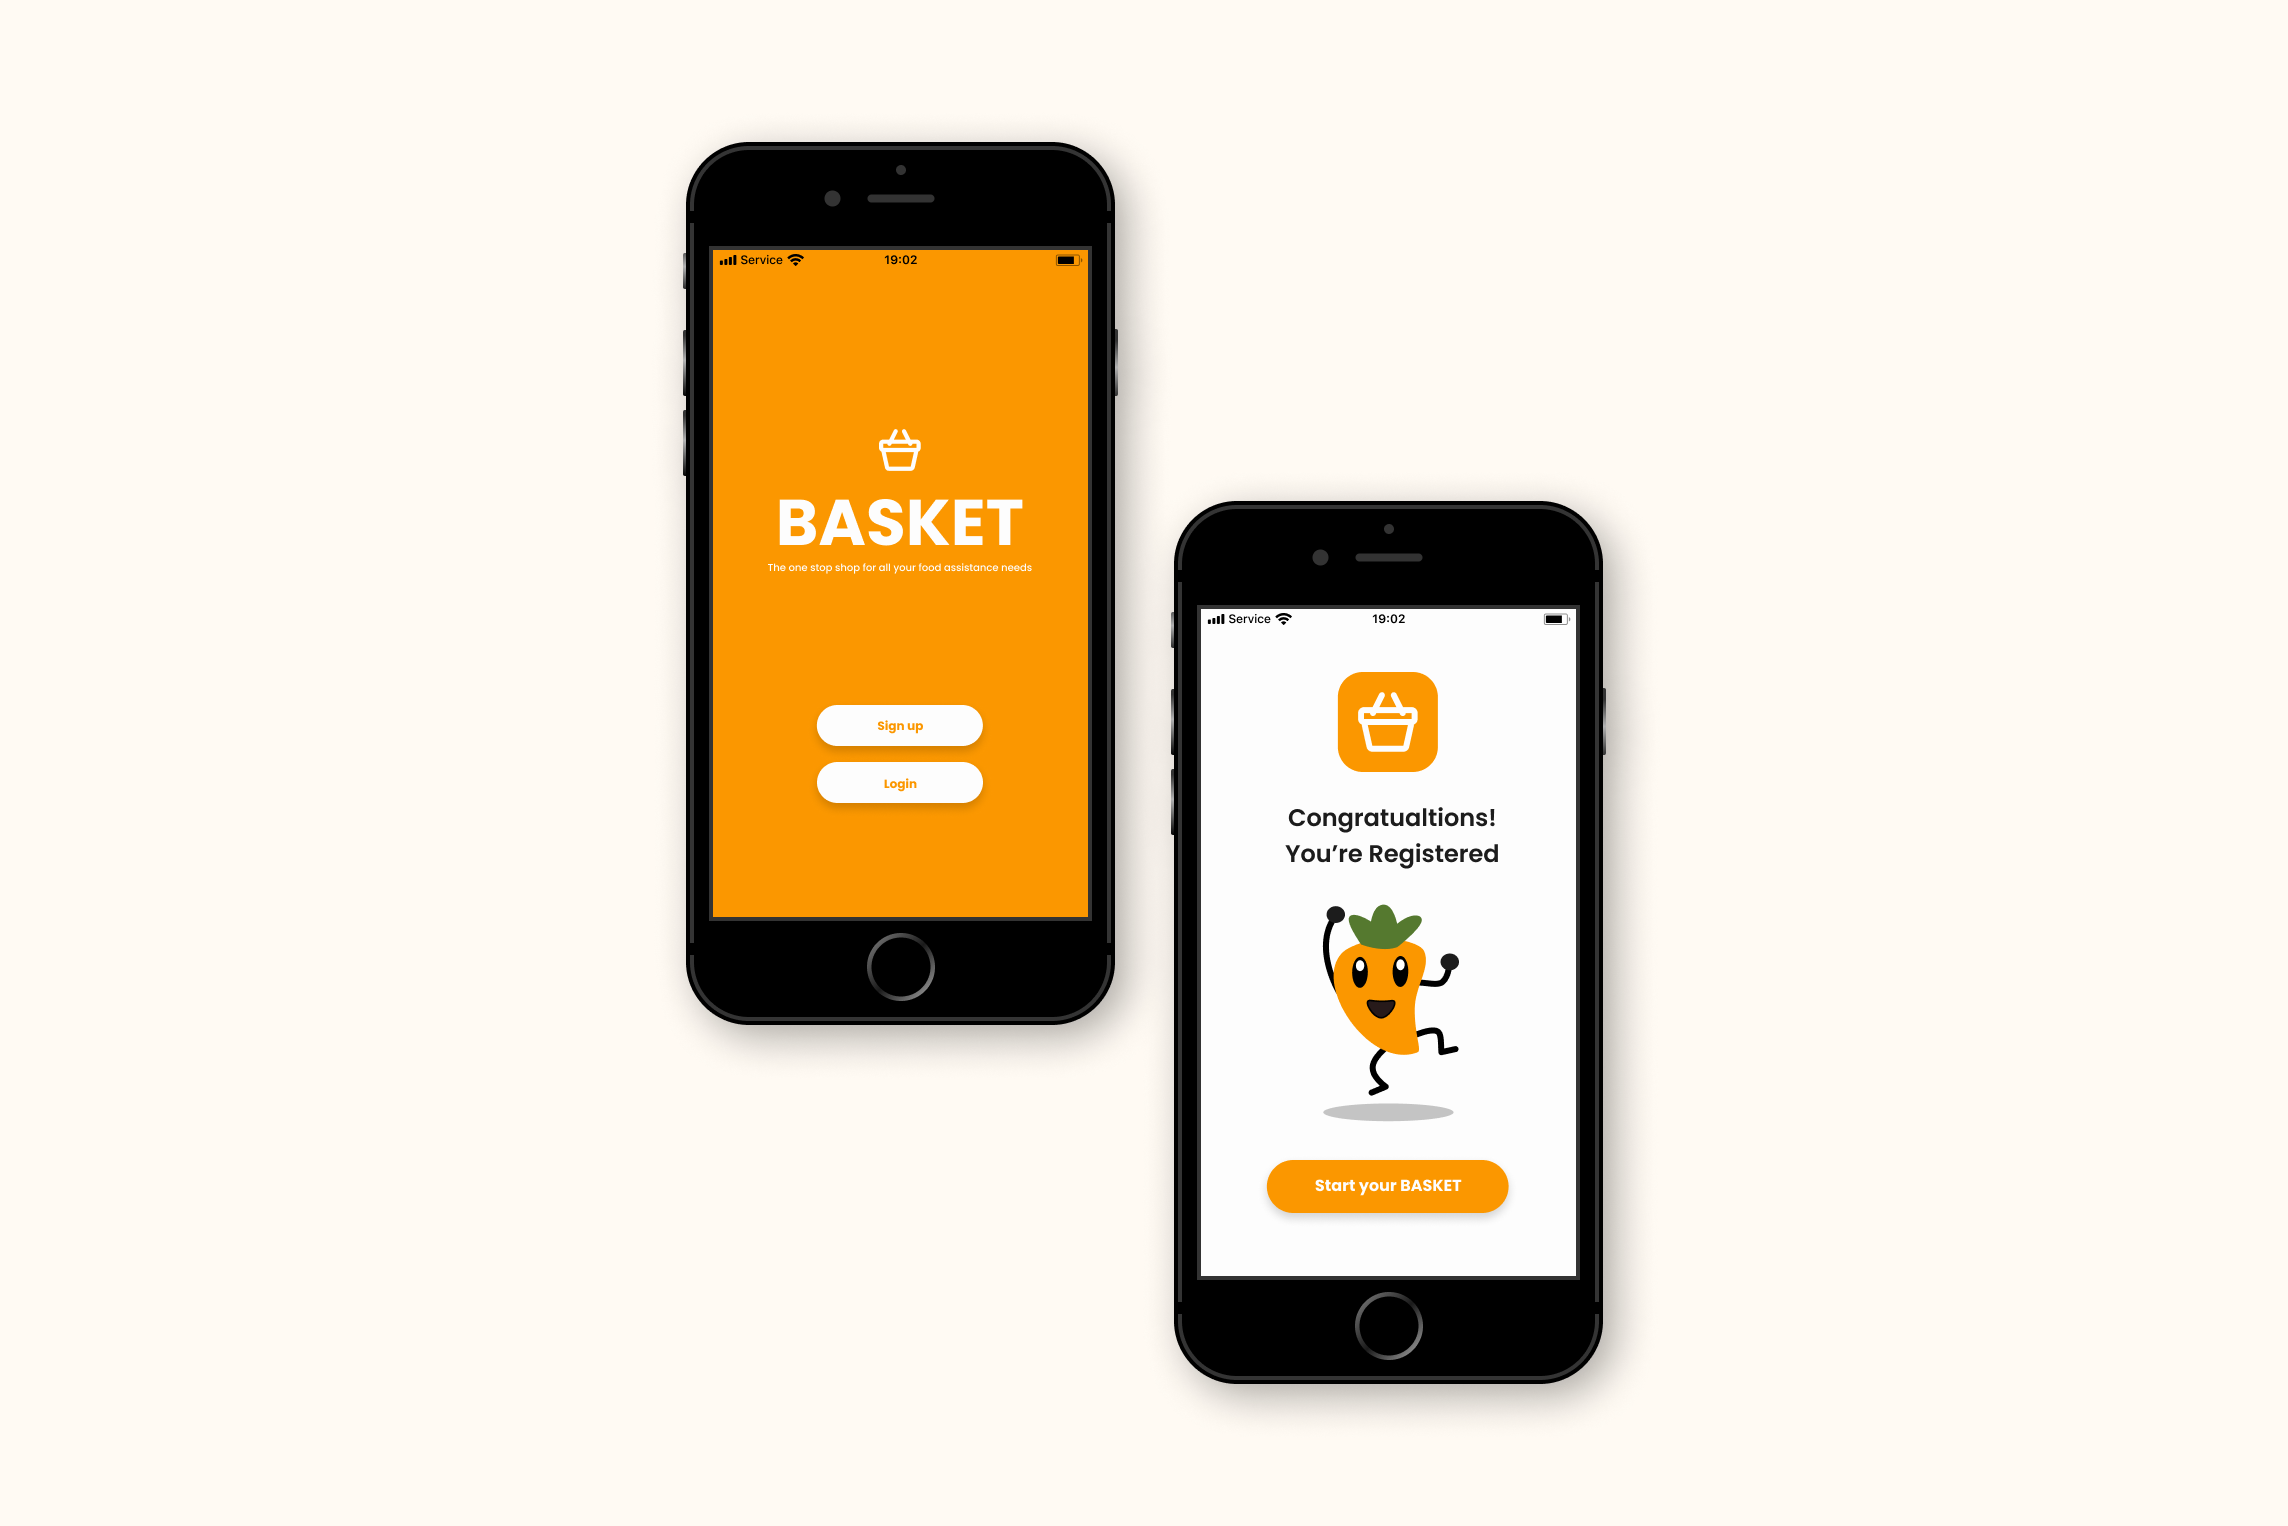 Service 19:02
BASKET
The one stop shop for all your food assistance needs
Sign up
Login
Service 19:02
Congratualtions!
You’re Registered
Start your BASKET